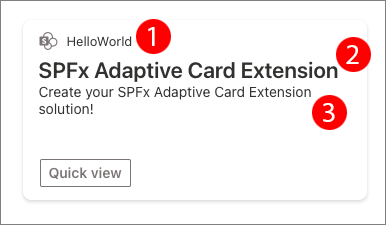 HelloWorld 1
SPFx Adaptive Card Extension 2
Create your SPFx Adaptive Card Extension
solution! 3
Quick view